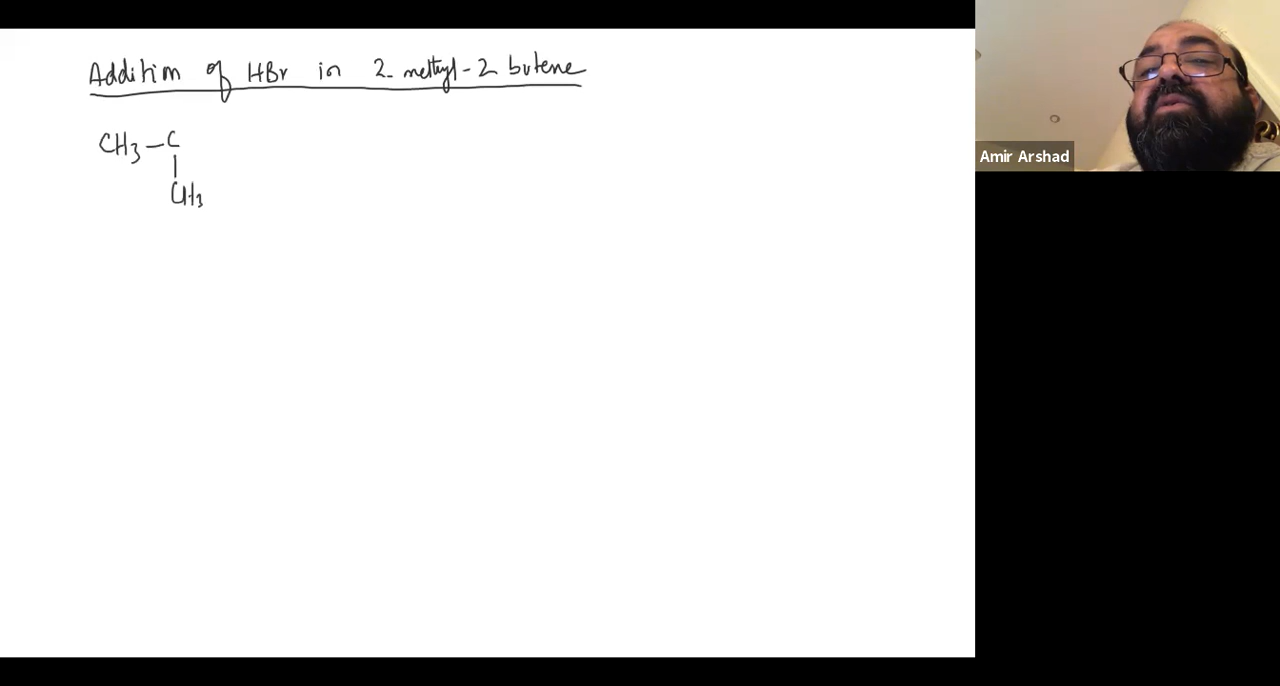 Addition of HBr in 2-methyl-2 butene
CH3-C
|
CH3
Amir Arshad